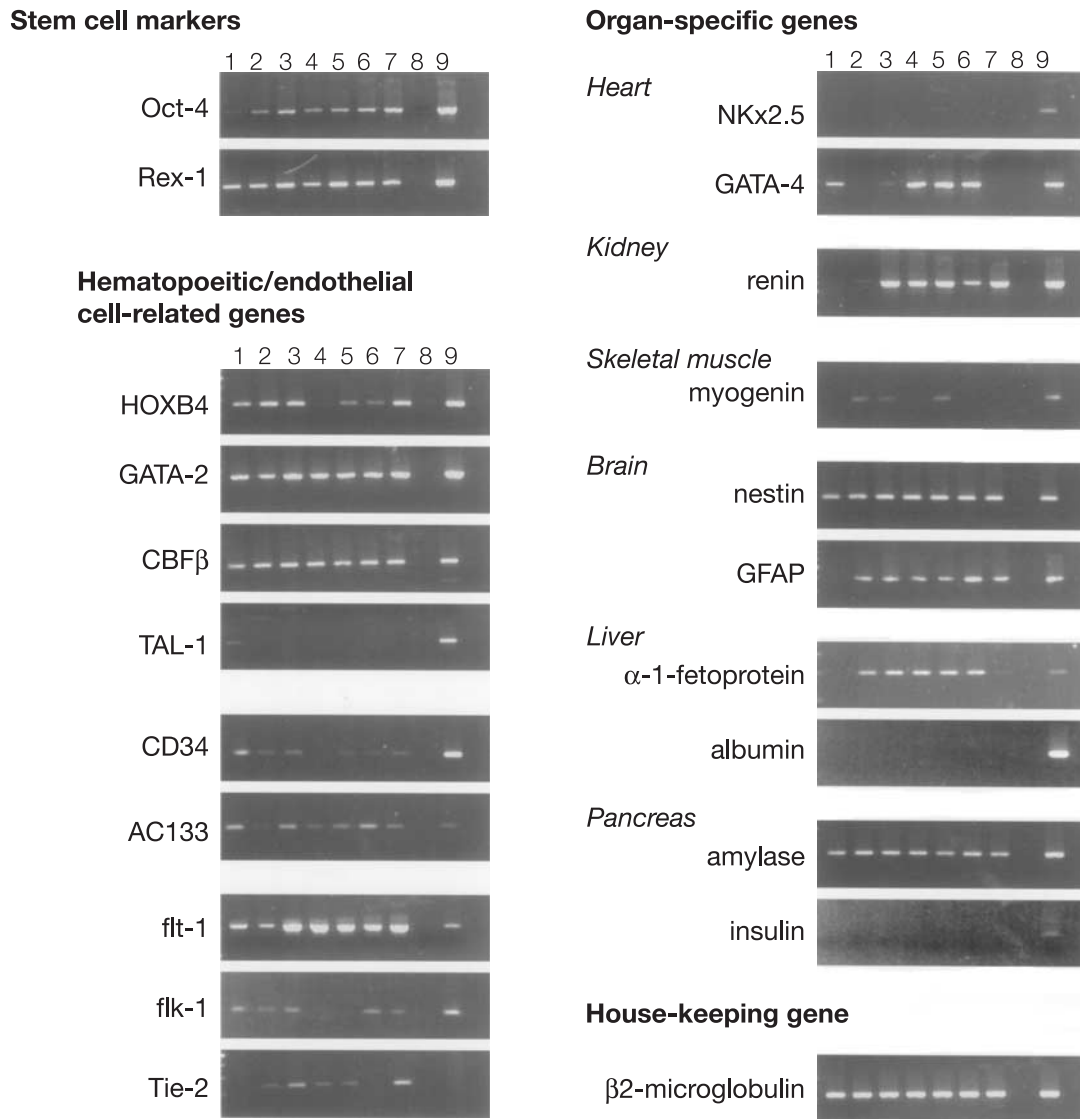 Stem cell markers
1 2 3 4 5 6 7 8 9
Oct-4
Rex-1
Hematopoeitic/endothelial
cell-related genes
1 2 3 4 5 6 7 8 9
HOXB4
GATA-2
CBFβ
TAL-1
CD34
AC133
flt-1
flk-1
Tie-2
Organ-specific genes
1 2 3 4 5 6 7 8 9
Heart
NKx2.5
GATA-4
Kidney
renin
Skeletal muscle
myogenin
Brain
nestin
GFAP
Liver
α-1-fetoprotein
albumin
Pancreas
amylase
insulin
House-keeping gene
β2-microglobulin